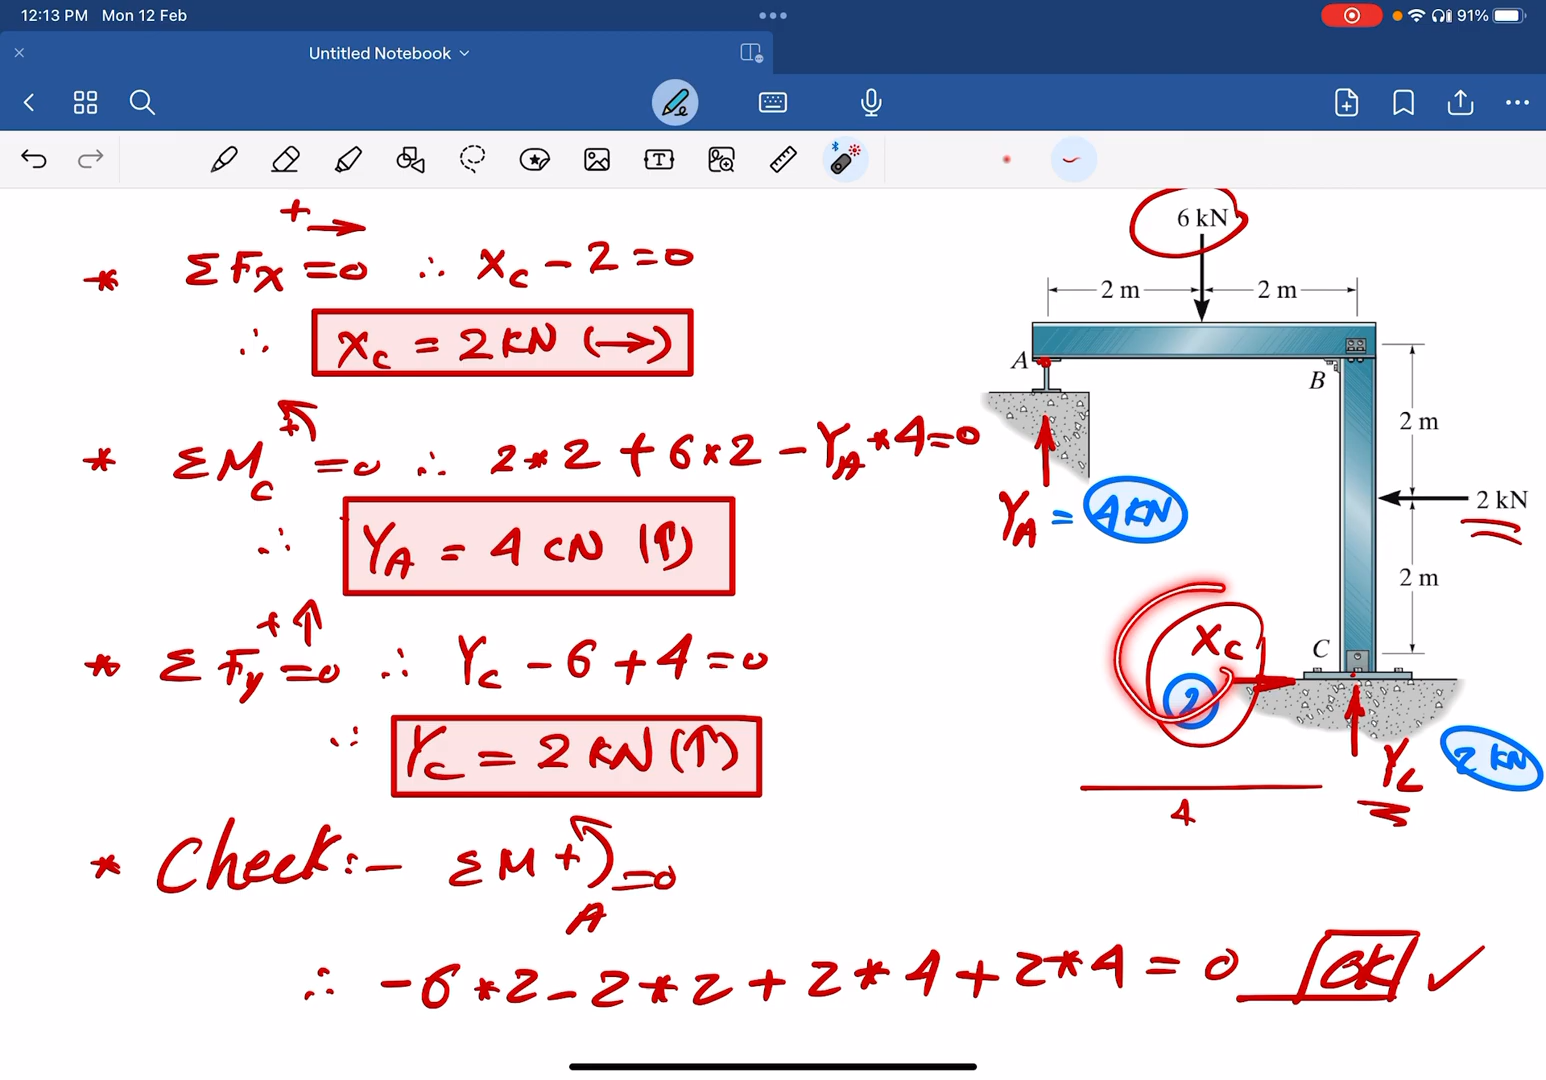 12:13 PM Mon 12 Feb
91%
Untitled Notebook
* ΣFx=0 ∴ Xc - 2 = 0
+ →
∴ Xc = 2 KN (→)
* ΣMc = 0 ∴ 2*2 + 6*2 - YA*4=0
+
∴ YA = 4 CN (↑)
* ΣFy=0 ∴ Yc - 6 + 4 = 0
+ ↑
∴ Yc = 2 KN (↑)
* Check:- ΣM +)A =0
∴ -6*2 - 2*2 + 2*4 + 2*4 = 0 OK ✓
6 kN
2 m
2 m
A
B
2 m
YA = 4KN
2 kN
2 m
Xc
C
2
Yc
2 KN
4